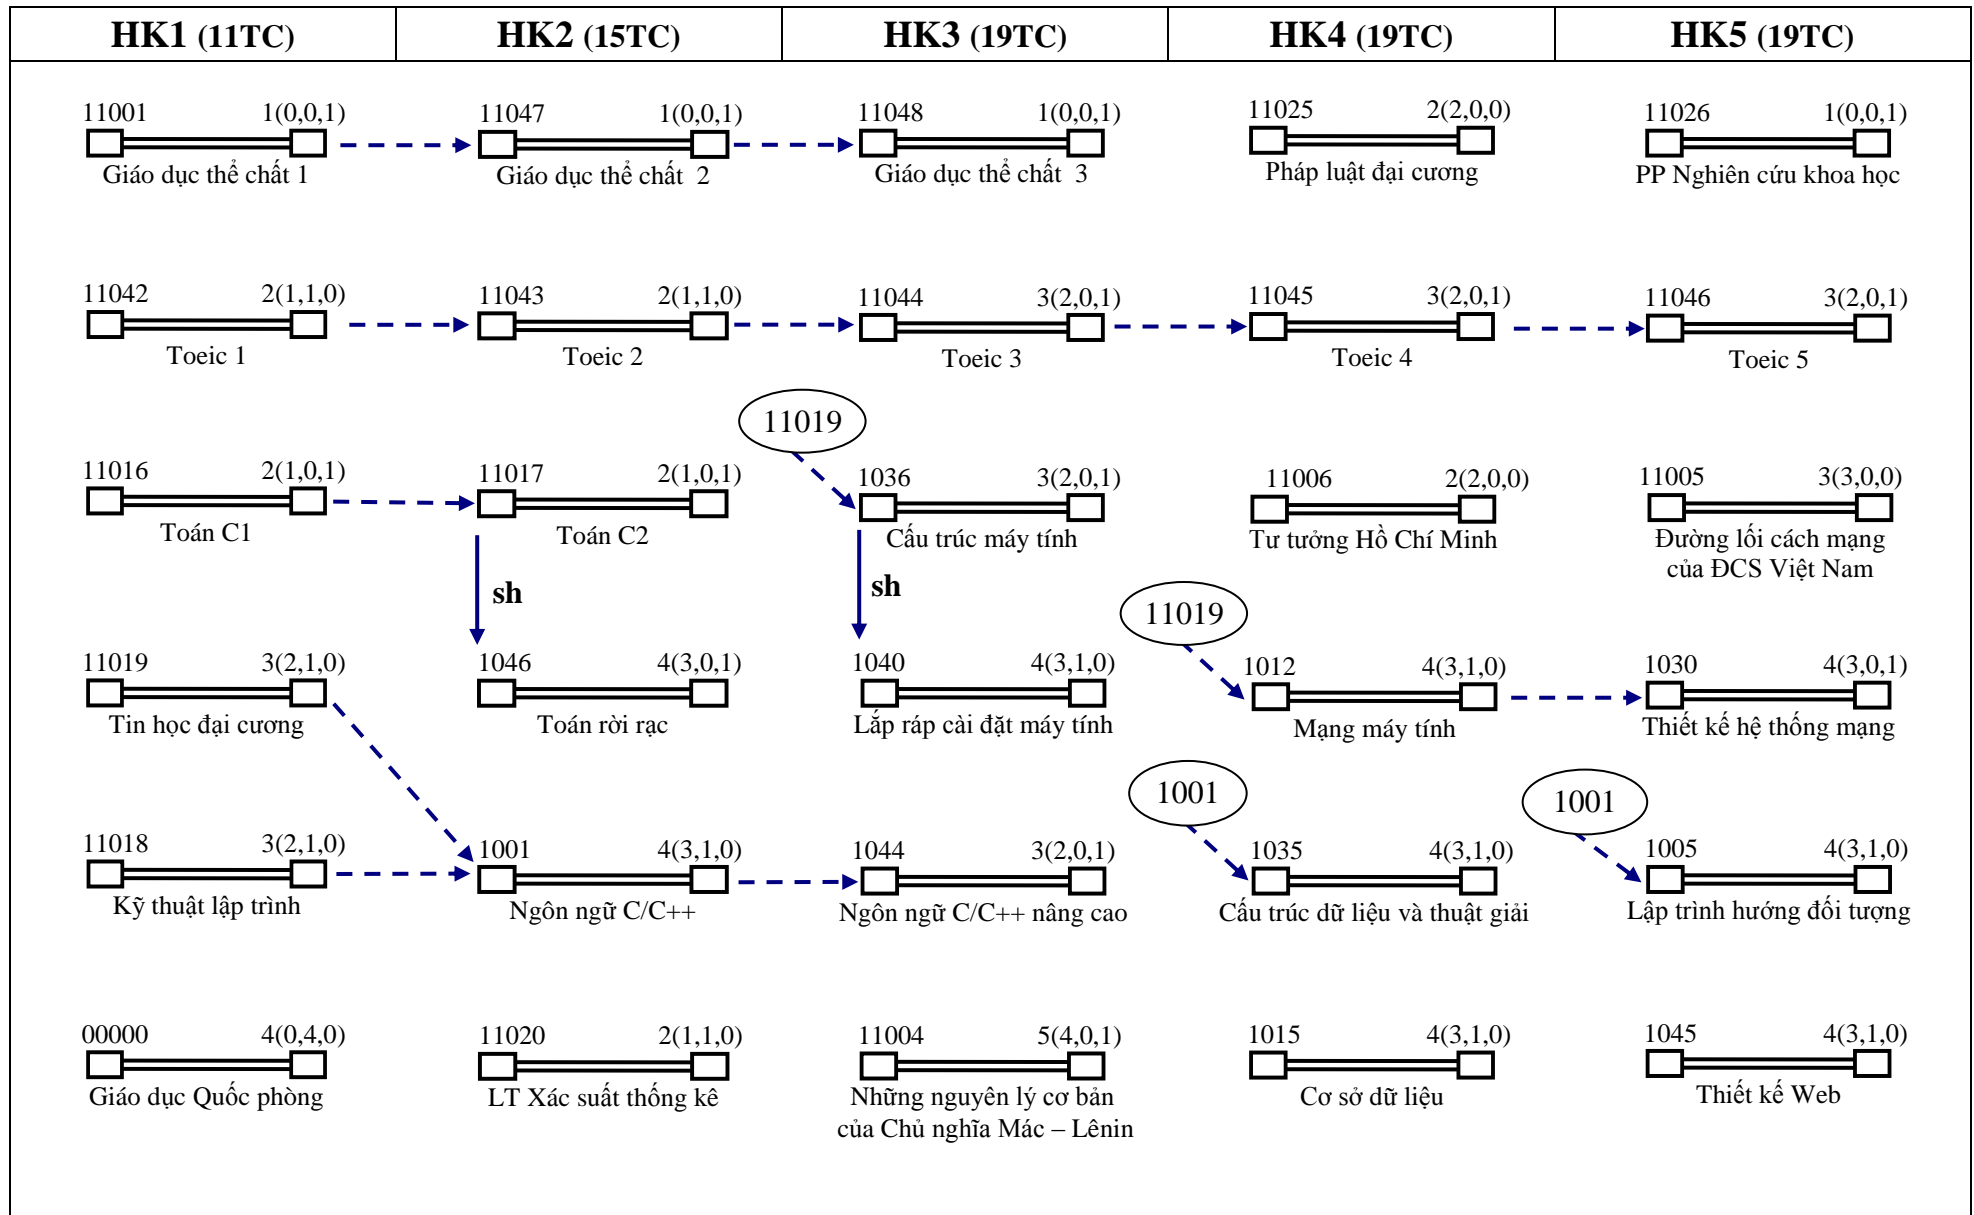 HK1 (11TC) HK2 (15TC) HK3 (19TC) HK4 (19TC) HK5 (19TC)
11001 1(0,0,1) 11047 1(0,0,1) 11048 1(0,0,1) 11025 2(2,0,0) 11026 1(0,0,1)
Giáo dục thể chất 1 Giáo dục thể chất 2 Giáo dục thể chất 3 Pháp luật đại cương PP Nghiên cứu khoa học
11042 2(1,1,0) 11043 2(1,1,0) 11044 3(2,0,1) 11045 3(2,0,1) 11046 3(2,0,1)
Toeic 1 Toeic 2 Toeic 3 Toeic 4 Toeic 5
11019
11016 2(1,0,1) 11017 2(1,0,1) 1036 3(2,0,1) 11006 2(2,0,0) 11005 3(3,0,0)
Toán C1 Toán C2 Cấu trúc máy tính Tư tưởng Hồ Chí Minh Đường lối cách mạng
của ĐCS Việt Nam
sh sh
11019
11019 3(2,1,0) 1046 4(3,0,1) 1040 4(3,1,0) 1012 4(3,1,0) 1030 4(3,0,1)
Tin học đại cương Toán rời rạc Lắp ráp cài đặt máy tính Mạng máy tính Thiết kế hệ thống mạng
1001 1001
11018 3(2,1,0) 1001 4(3,1,0) 1044 3(2,0,1) 1035 4(3,1,0) 1005 4(3,1,0)
Kỹ thuật lập trình Ngôn ngữ C/C++ Ngôn ngữ C/C++ nâng cao Cấu trúc dữ liệu và thuật giải Lập trình hướng đối tượng
00000 4(0,4,0) 11020 2(1,1,0) 11004 5(4,0,1) 1015 4(3,1,0) 1045 4(3,1,0)
Giáo dục Quốc phòng LT Xác suất thống kê Những nguyên lý cơ bản Cơ sở dữ liệu Thiết kế Web
của Chủ nghĩa Mác – Lênin